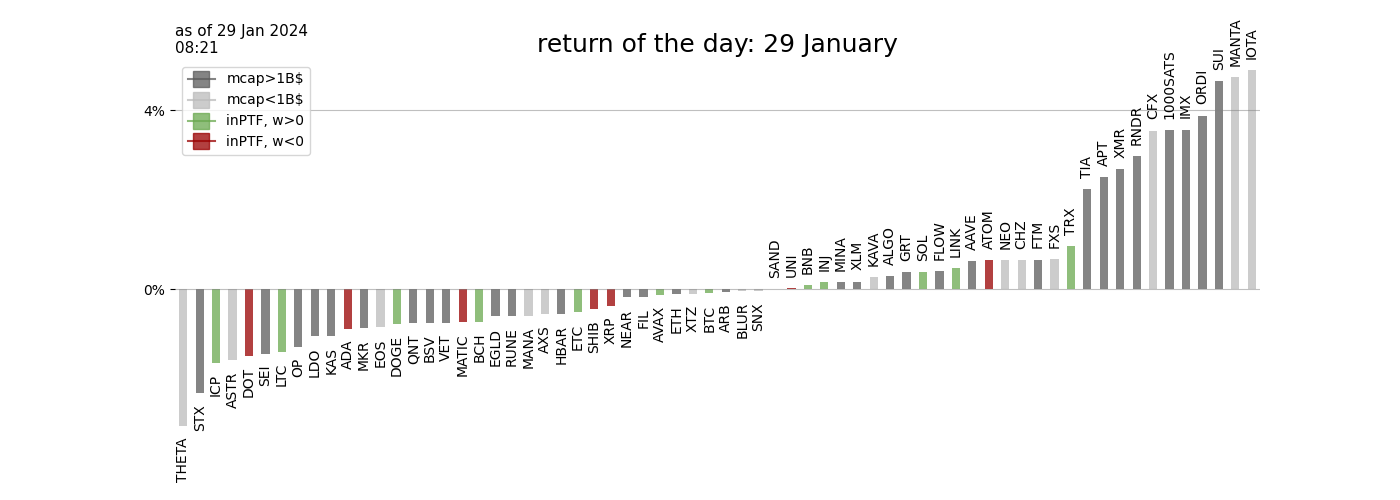 as of 29 Jan 2024
08:21
return of the day: 29 January
mcap>1B$
mcap<1B$
inPTF, w>0
inPTF, w<0
4%
0%
THETA
STX
ICP
ASTR
DOT
SEI
LTC
OP
LDO
KAS
ADA
MKR
EOS
DOGE
QNT
BSV
VET
MATIC
BCH
EGLD
RUNE
MANA
AXS
HBAR
ETC
SHIB
XRP
NEAR
FIL
AVAX
ETH
XTZ
BTC
ARB
BLUR
SNX
SAND
UNI
BNB
INJ
MINA
XLM
KAVA
ALGO
GRT
SOL
FLOW
LINK
AAVE
ATOM
NEO
CHZ
FTM
FXS
TRX
TIA
APT
XMR
RNDR
CFX
1000SATS
IMX
ORDI
SUI
MANTA
IOTA